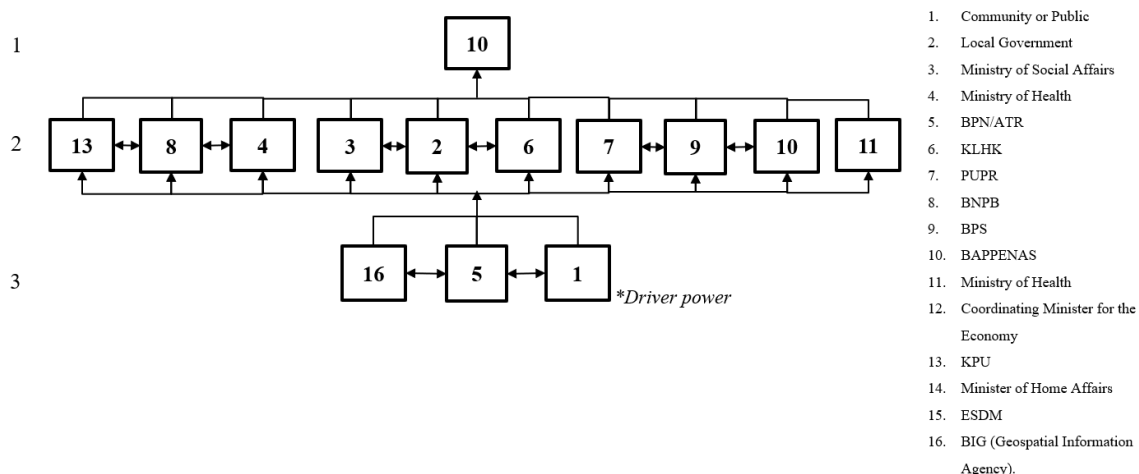 1
10
2
13
8
4
3
2
6
7
9
10
11
3
16
5
1
*Driver power
1. Community or Public
2. Local Government
3. Ministry of Social Affairs
4. Ministry of Health
5. BPN/ATR
6. KLHK
7. PUPR
8. BNPB
9. BPS
10. BAPPENAS
11. Ministry of Health
12. Coordinating Minister for the
Economy
13. KPU
14. Minister of Home Affairs
15. ESDM
16. BIG (Geospatial Information
Agency).